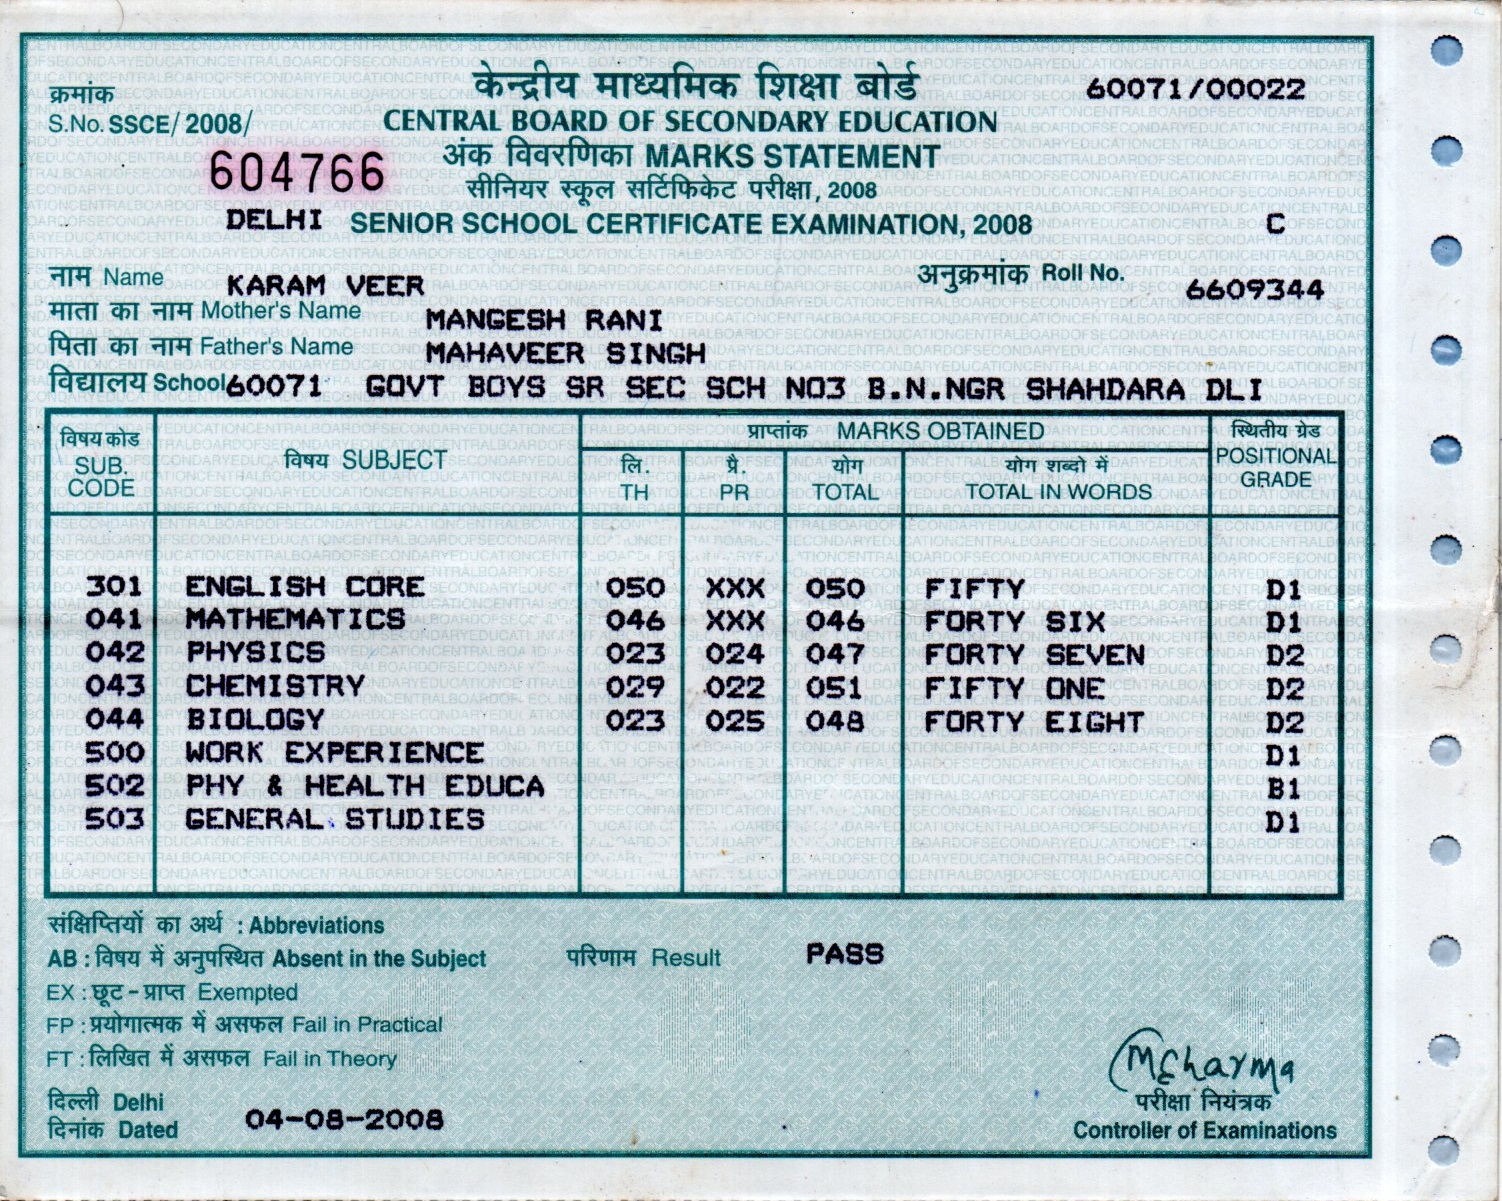 केन्द्रीय माध्यमिक शिक्षा बोर्ड 60071/00022
क्रमांक
S.No. SSCE/ 2008/ CENTRAL BOARD OF SECONDARY EDUCATION
604766 अंक विवरणिका MARKS STATEMENT
सीनियर स्कूल सर्टिफिकेट परीक्षा, 2008
DELHI SENIOR SCHOOL CERTIFICATE EXAMINATION, 2008 C
नाम Name KARAM VEER अनुक्रमांक Roll No. 6609344
माता का नाम Mother's Name MANGESH RANI
पिता का नाम Father's Name MAHAVEER SINGH
विद्यालय School 60071 GOVT BOYS SR SEC SCH NO3 B.N.NGR SHAHDARA DLI
विषय कोड SUB. CODE विषय SUBJECT प्राप्तांक MARKS OBTAINED स्थितीय ग्रेड POSITIONAL GRADE
लि. TH प्रै. PR योग TOTAL योग शब्दो में TOTAL IN WORDS
301 ENGLISH CORE 050 XXX 050 FIFTY D1
041 MATHEMATICS 046 XXX 046 FORTY SIX D1
042 PHYSICS 023 024 047 FORTY SEVEN D2
043 CHEMISTRY 029 022 051 FIFTY ONE D2
044 BIOLOGY 023 025 048 FORTY EIGHT D2
500 WORK EXPERIENCE D1
502 PHY & HEALTH EDUCA B1
503 GENERAL STUDIES D1
संक्षिप्तियों का अर्थ : Abbreviations
AB : विषय में अनुपस्थित Absent in the Subject परिणाम Result PASS
EX : छूट - प्राप्त Exempted
FP : प्रयोगात्मक में असफल Fail in Practical
FT : लिखित में असफल Fail in Theory
MSharma
दिल्ली Delhi परीक्षा नियंत्रक
दिनांक Dated 04-08-2008 Controller of Examinations